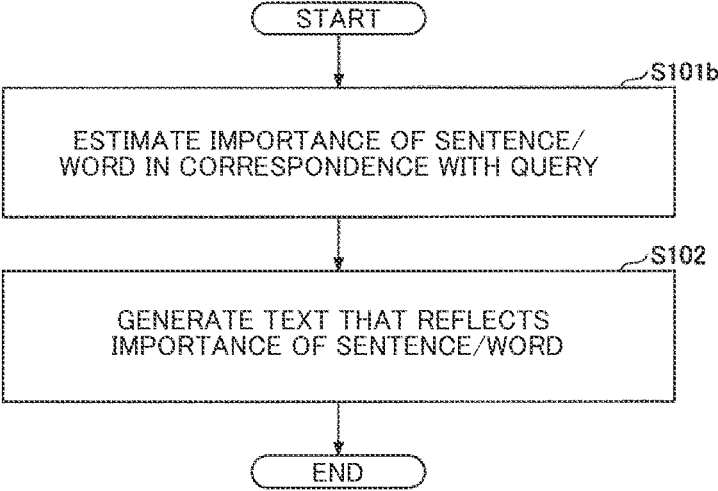 START
S101b
ESTIMATE IMPORTANCE OF SENTENCE/
WORD IN CORRESPONDENCE WITH QUERY
S102
GENERATE TEXT THAT REFLECTS
IMPORTANCE OF SENTENCE/WORD
END